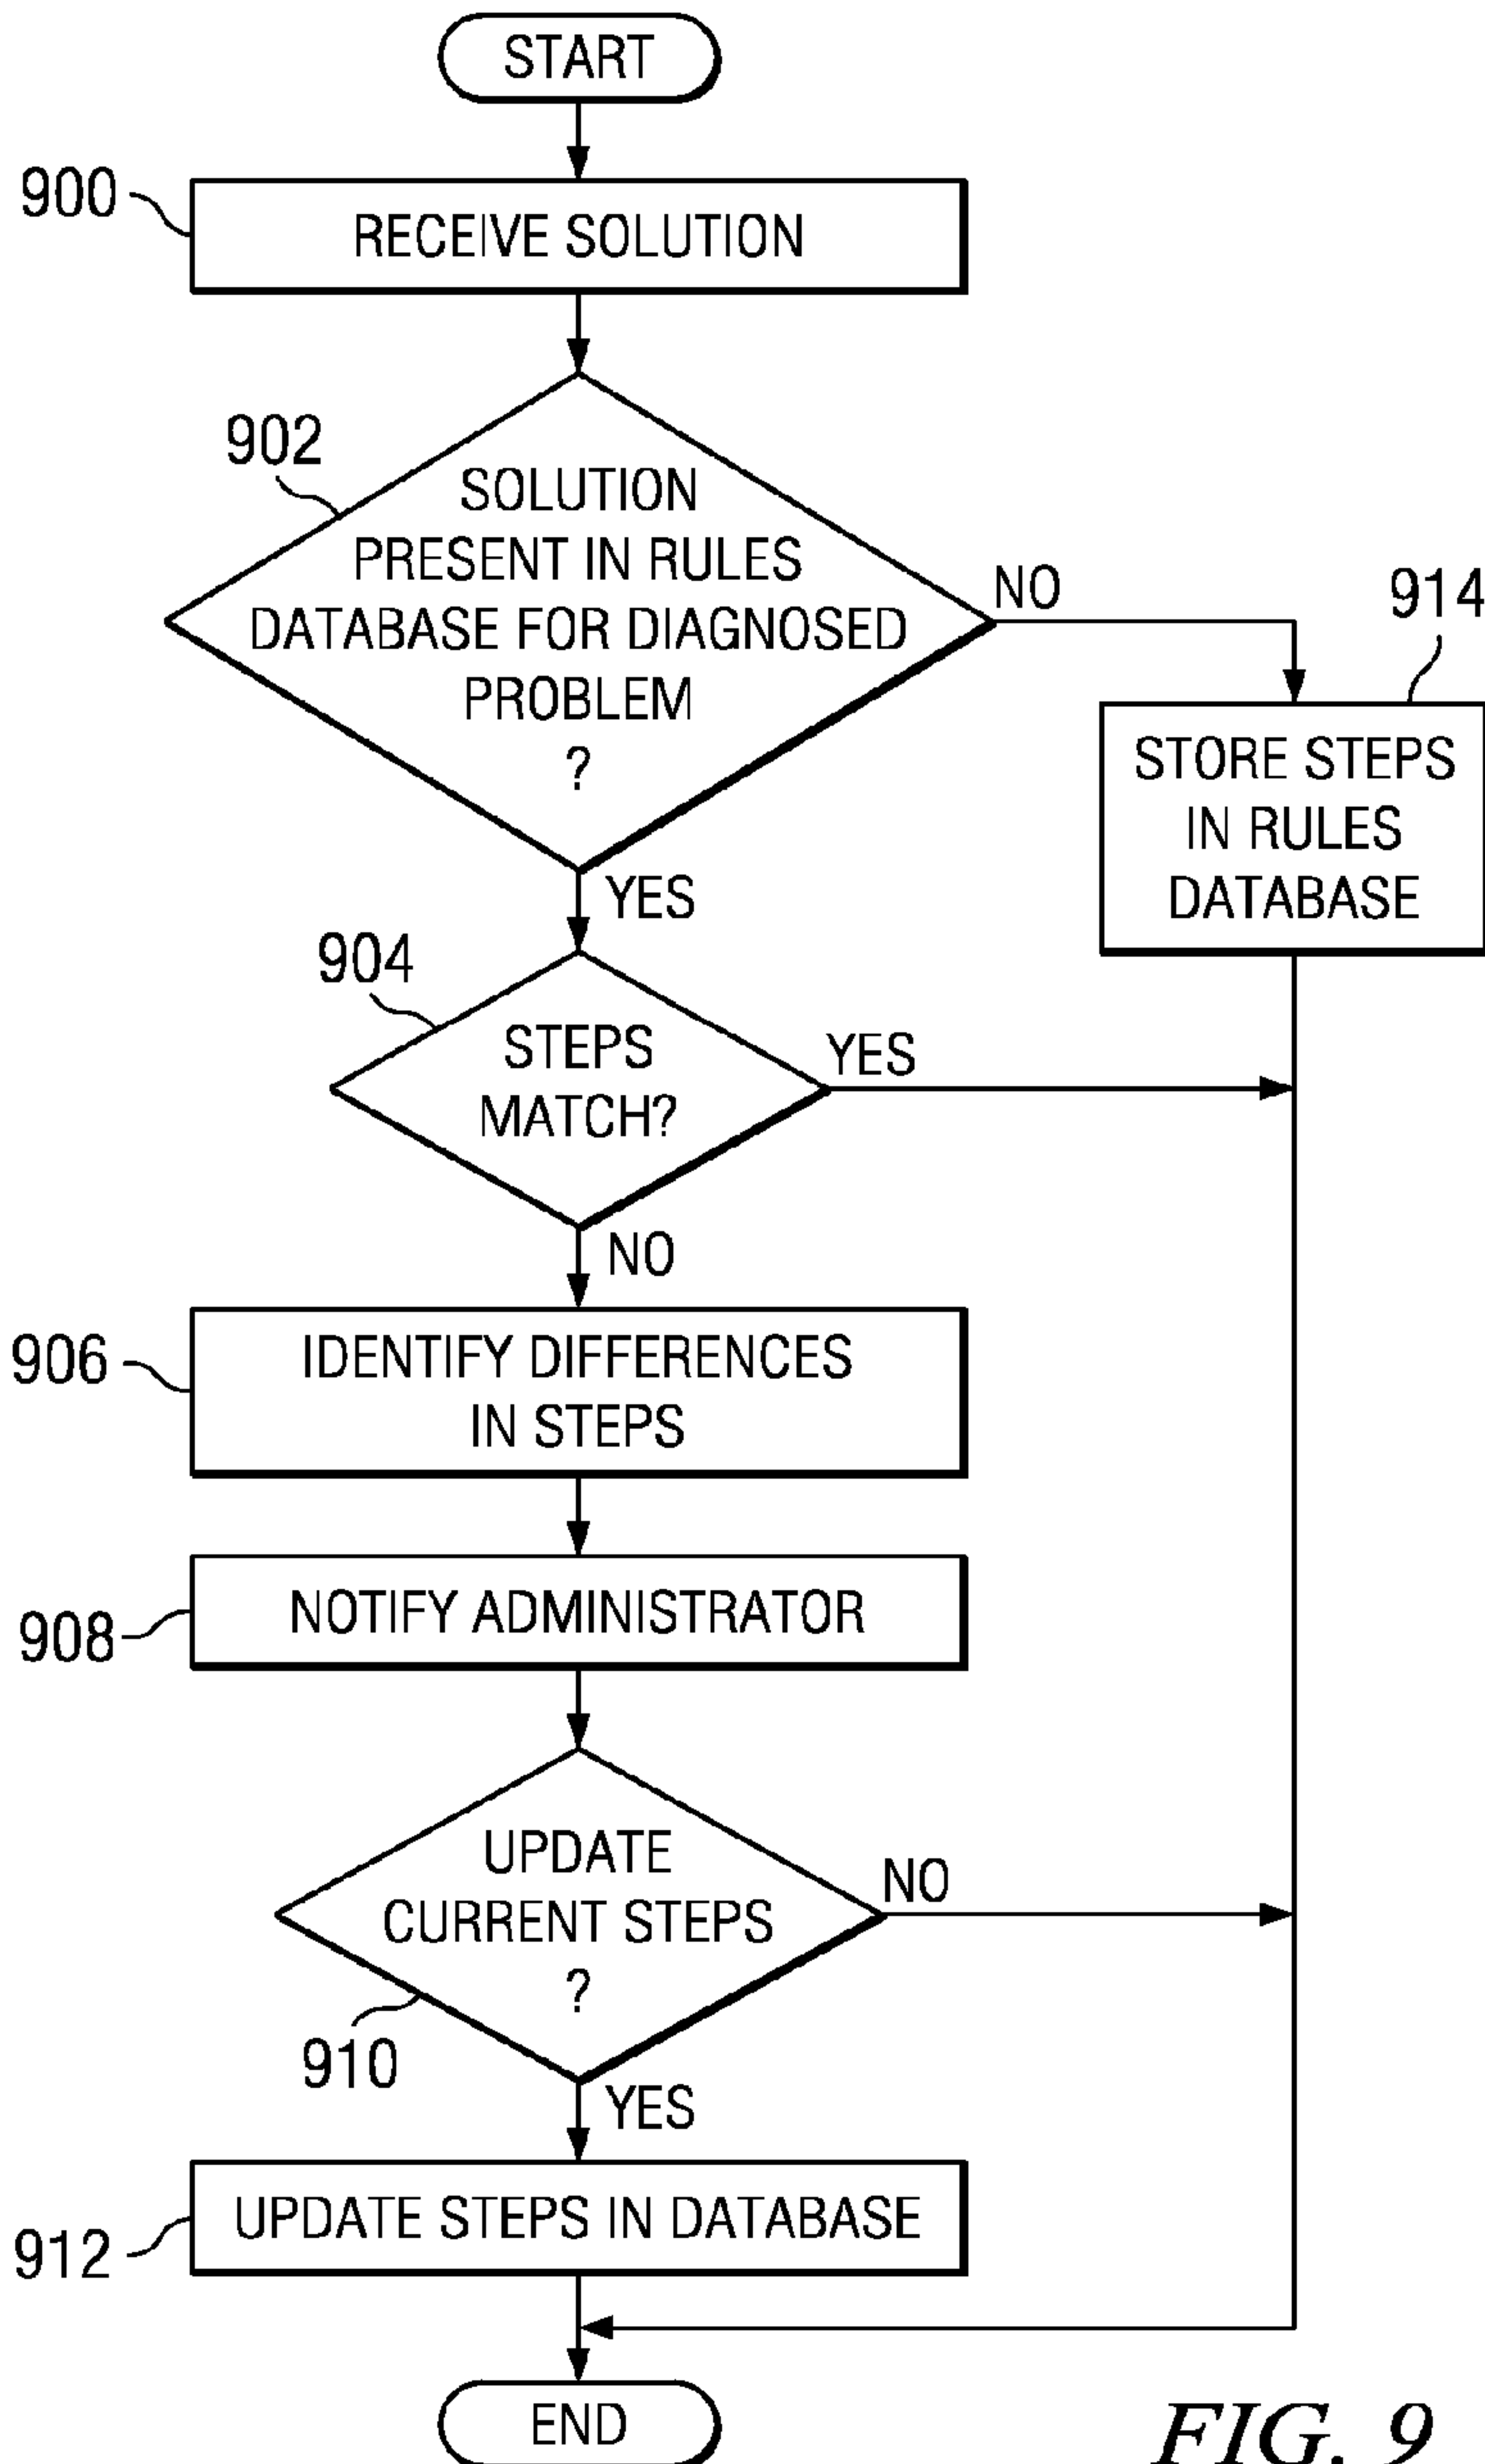 START
900
RECEIVE SOLUTION
902
SOLUTION
PRESENT IN RULES
DATABASE FOR DIAGNOSED
PROBLEM
?
NO
914
STORE STEPS
IN RULES
DATABASE
YES
904
STEPS
MATCH?
YES
NO
906
IDENTIFY DIFFERENCES
IN STEPS
908
NOTIFY ADMINISTRATOR
UPDATE
CURRENT STEPS
?
NO
910
YES
912
UPDATE STEPS IN DATABASE
END
FIG. 9